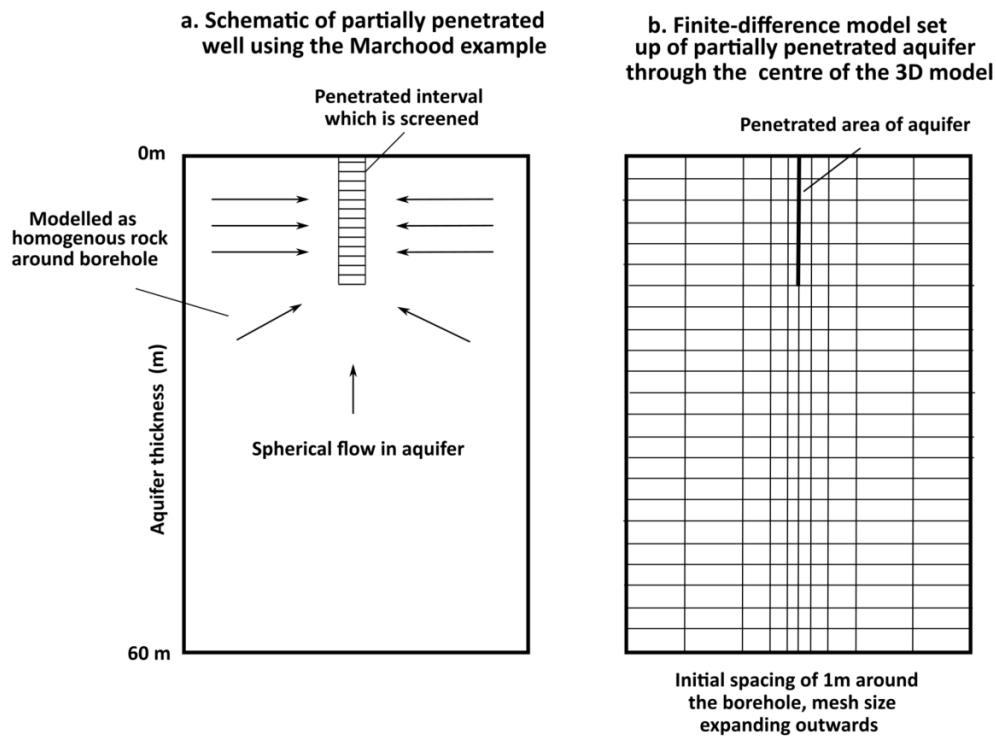 a. Schematic of partially penetrated
well using the Marchood example
Penetrated interval
which is screened
0m
Modelled as
homogenous rock
around borehole
Aquifer thickness (m)
Spherical flow in aquifer
60 m
b. Finite-difference model set
up of partially penetrated aquifer
through the centre of the 3D model
Penetrated area of aquifer
Initial spacing of 1m around
the borehole, mesh size
expanding outwards